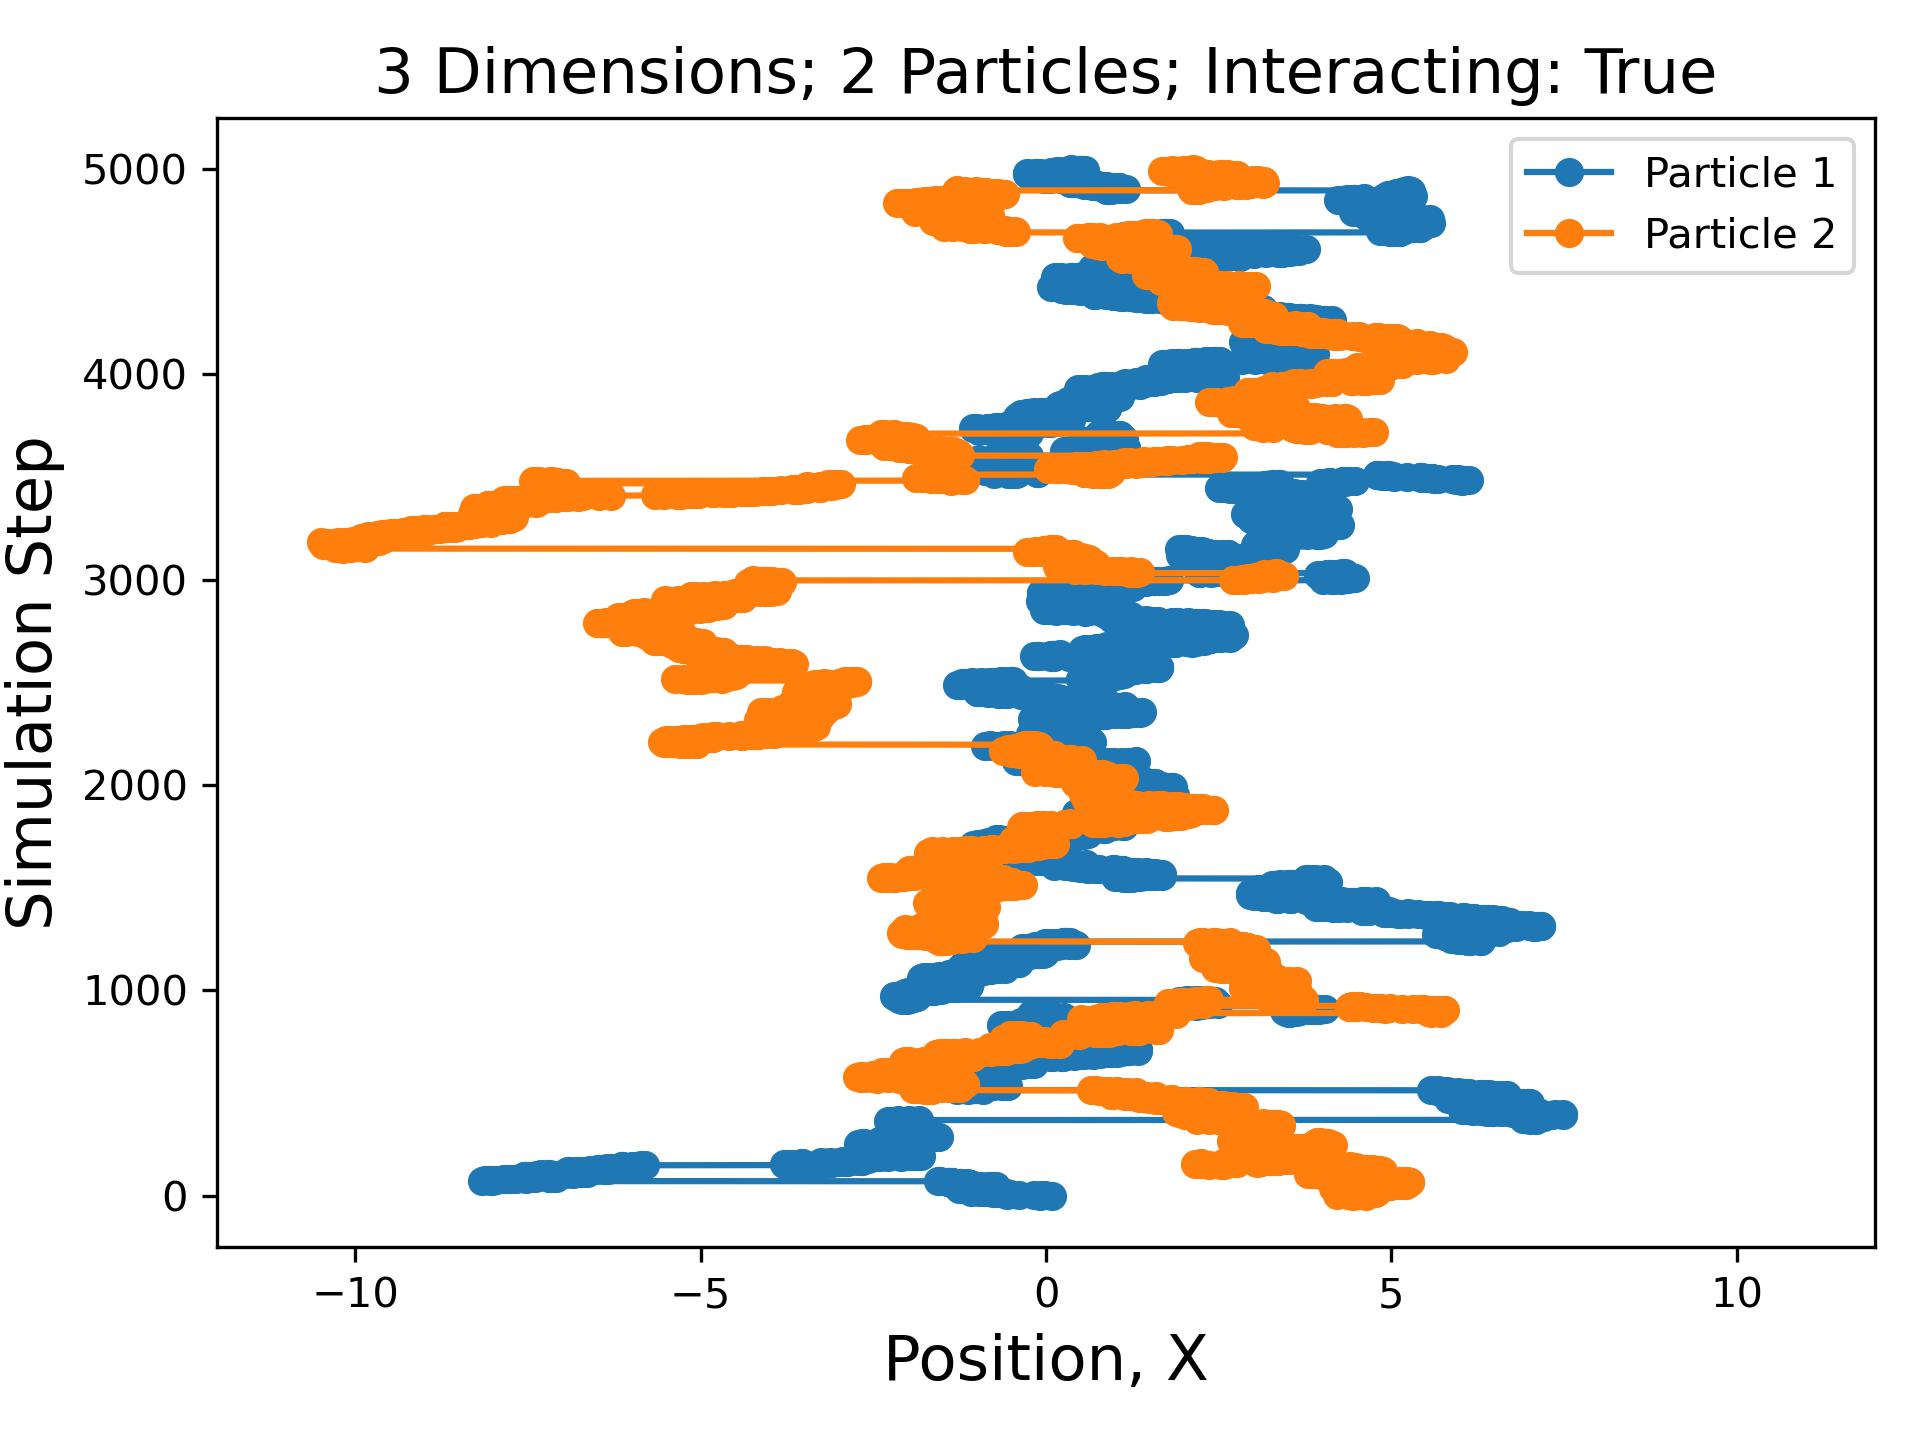 3 Dimensions; 2 Particles; Interacting: True
Particle 1
Particle 2
Simulation Step
5000
4000
3000
2000
1000
0
−10
−5
0
5
10
Position, X